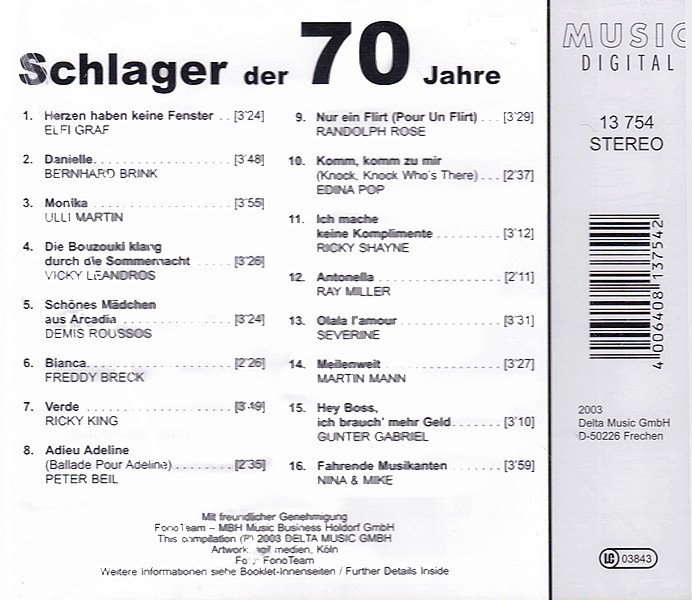 Schlager der 70 Jahre
1. Herzen haben keine Fenster . . [3'24]
ELFI GRAF
2. Danielle. . . . . . . . . . . . . . . . . [3'48]
BERNHARD BRINK
3. Monika . . . . . . . . . . . . . . . . . [3'55]
ULLI MARTIN
4. Die Bouzouki klang
durch die Sommernacht . . . . . [3'26]
VICKY LEANDROS
5. Schönes Mädchen
aus Arcadia . . . . . . . . . . . . . [3'24]
DEMIS ROUSSOS
6. Bianca. . . . . . . . . . . . . . . . . . [2'26]
FREDDY BRECK
7. Verde . . . . . . . . . . . . . . . . . . [3'49]
RICKY KING
8. Adieu Adeline
(Ballade Pour Adeline) . . . . . . . [2'35]
PETER BEIL
9. Nur ein Flirt (Pour Un Flirt) . . . [3'29]
RANDOLPH ROSE
10. Komm, komm zu mir
(Knock, Knock Who's There) . . . [2'37]
EDINA POP
11. Ich mache
keine Komplimente . . . . . . . . [3'12]
RICKY SHAYNE
12. Antonella . . . . . . . . . . . . . . . [2'11]
RAY MILLER
13. Olala l'amour . . . . . . . . . . . . [3'31]
SEVERINE
14. Meilenweit . . . . . . . . . . . . . . [3'27]
MARTIN MANN
15. Hey Boss,
ich brauch' mehr Geld. . . . . . . [3'10]
GUNTER GABRIEL
16. Fahrende Musikanten . . . . . . [3'59]
NINA & MIKE
Mit freundlicher Genehmigung
FonoTeam – MBH Music Business Holdorf GmbH
This compilation (P) 2003 DELTA MUSIC GMBH
Artwork: medien, Köln
FonoTeam
Weitere Informationen siehe Booklet-Innenseiten / Further Details Inside
MUSIC
DIGITAL
13 754
STEREO
4 006408 137542
2003
Delta Music GmbH
D-50226 Frechen
LC 03843